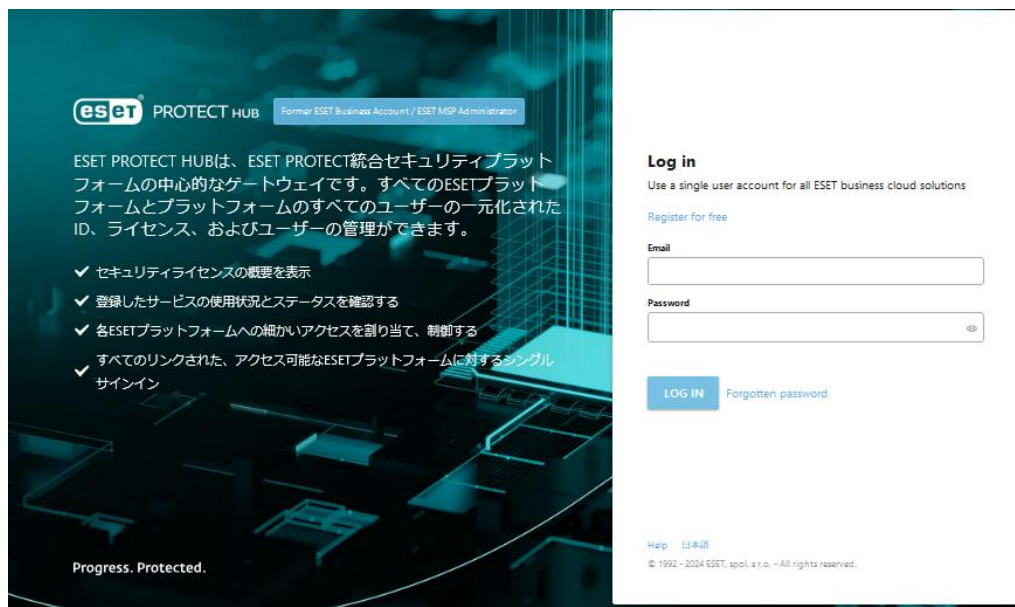 eset® PROTECT HUB
Former ESET Business Account / ESET MSP Administrator
ESET PROTECT HUBは、ESET PROTECT統合セキュリティプラット
フォームの中心的なゲートウェイです。すべてのESETプラット
フォームとプラットフォームのすべてのユーザーの一元化された
ID、ライセンス、およびユーザーの管理ができます。
セキュリティライセンスの概要を表示
登録したサービスの使用状況とステータスを確認する
各ESETプラットフォームへの細かいアクセスを割り当て、制御する
すべてのリンクされた、アクセス可能なESETプラットフォームに対するシングル
サインイン
Progress. Protected.
Log in
Use a single user account for all ESET business cloud solutions
Register for free
Email
Password
LOG IN
Forgotten password
Help 日本語
© 1992 - 2024 ESET, spol. s r.o. - All rights reserved.